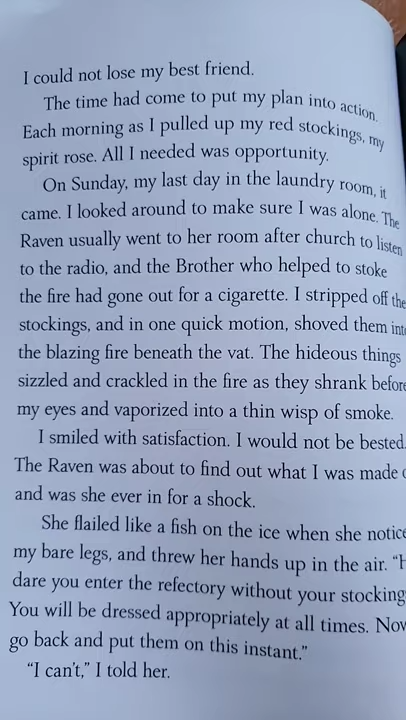 I could not lose my best friend.
The time had come to put my plan into action.
Each morning as I pulled up my red stockings, my
spirit rose. All I needed was opportunity.
On Sunday, my last day in the laundry room, it
came. I looked around to make sure I was alone. The
Raven usually went to her room after church to listen
to the radio, and the Brother who helped to stoke
the fire had gone out for a cigarette. I stripped off the
stockings, and in one quick motion, shoved them into
the blazing fire beneath the vat. The hideous things
sizzled and crackled in the fire as they shrank before
my eyes and vaporized into a thin wisp of smoke.
I smiled with satisfaction. I would not be bested.
The Raven was about to find out what I was made
and was she ever in for a shock.
She flailed like a fish on the ice when she notice
my bare legs, and threw her hands up in the air.
dare you enter the refectory without your stocking
You will be dressed appropriately at all times. Now
go back and put them on this instant.”
“I can’t,” I told her.